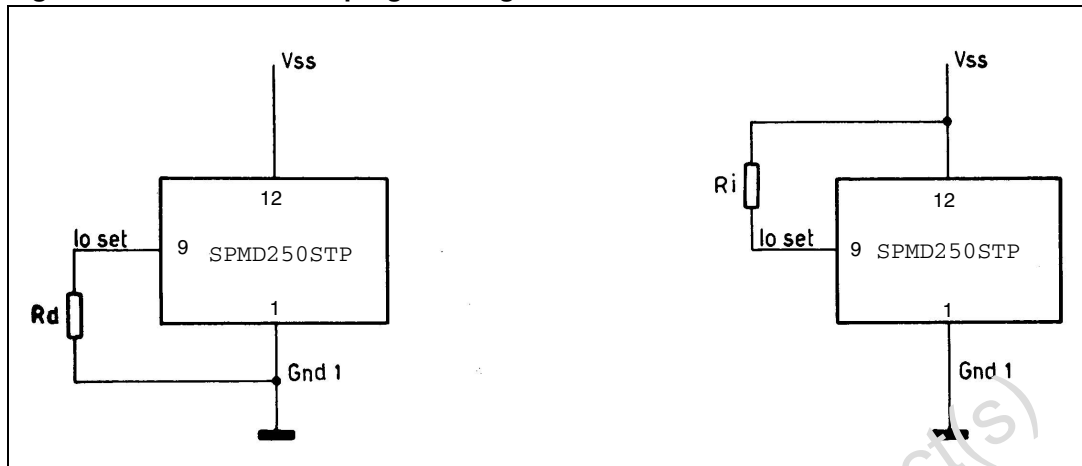 Vss
12
Io set
9
SPMD250STP
Rd
1
Gnd 1
Vss
Ri
12
Io set
9
SPMD250STP
1
Gnd 1
ct(s)